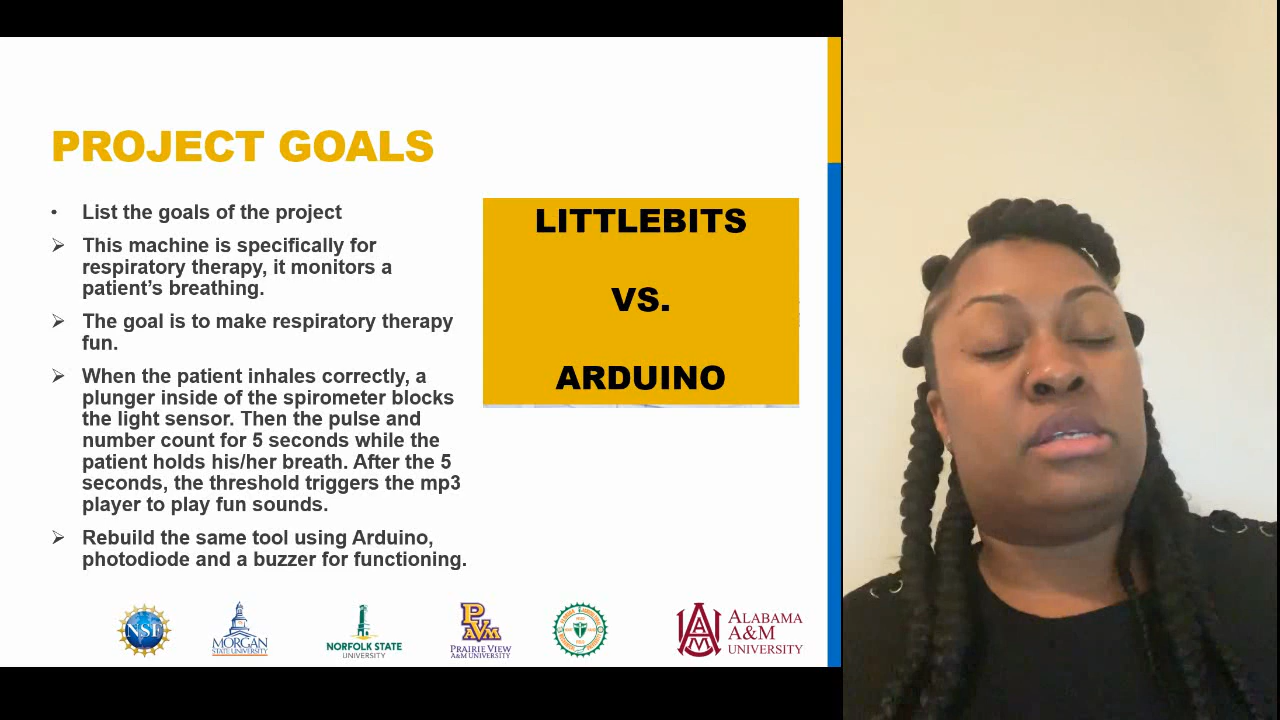 PROJECT GOALS
• List the goals of the project
➢ This machine is specifically for
respiratory therapy, it monitors a
patient’s breathing.
➢ The goal is to make respiratory therapy
fun.
➢ When the patient inhales correctly, a
plunger inside of the spirometer blocks
the light sensor. Then the pulse and
number count for 5 seconds while the
patient holds his/her breath. After the 5
seconds, the threshold triggers the mp3
player to play fun sounds.
➢ Rebuild the same tool using Arduino,
photodiode and a buzzer for functioning.
LITTLEBITS
VS.
ARDUINO
NSF
MORGAN
STATE UNIVERSITY
NORFOLK STATE
UNIVERSITY
PVAMU
PRAIRIE VIEW
A&M UNIVERSITY
AAM
ALABAMA
A&M
UNIVERSITY